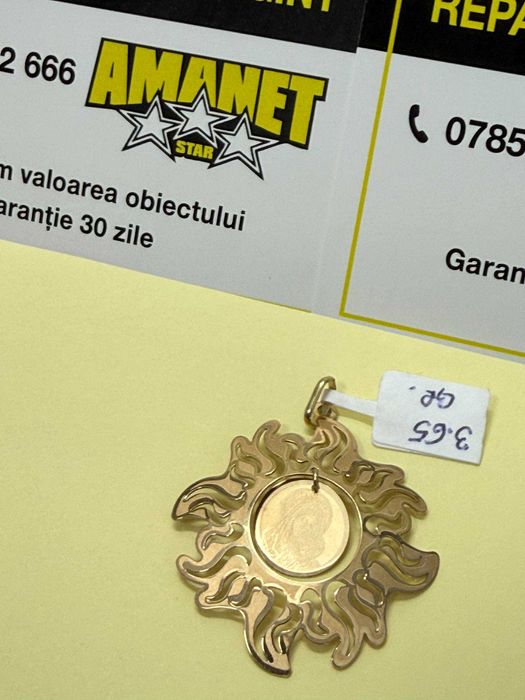 2 666
AMANET
STAR
m valoarea obiectului
aranție 30 zile
REPA
0785
Garan
3.65
GR.